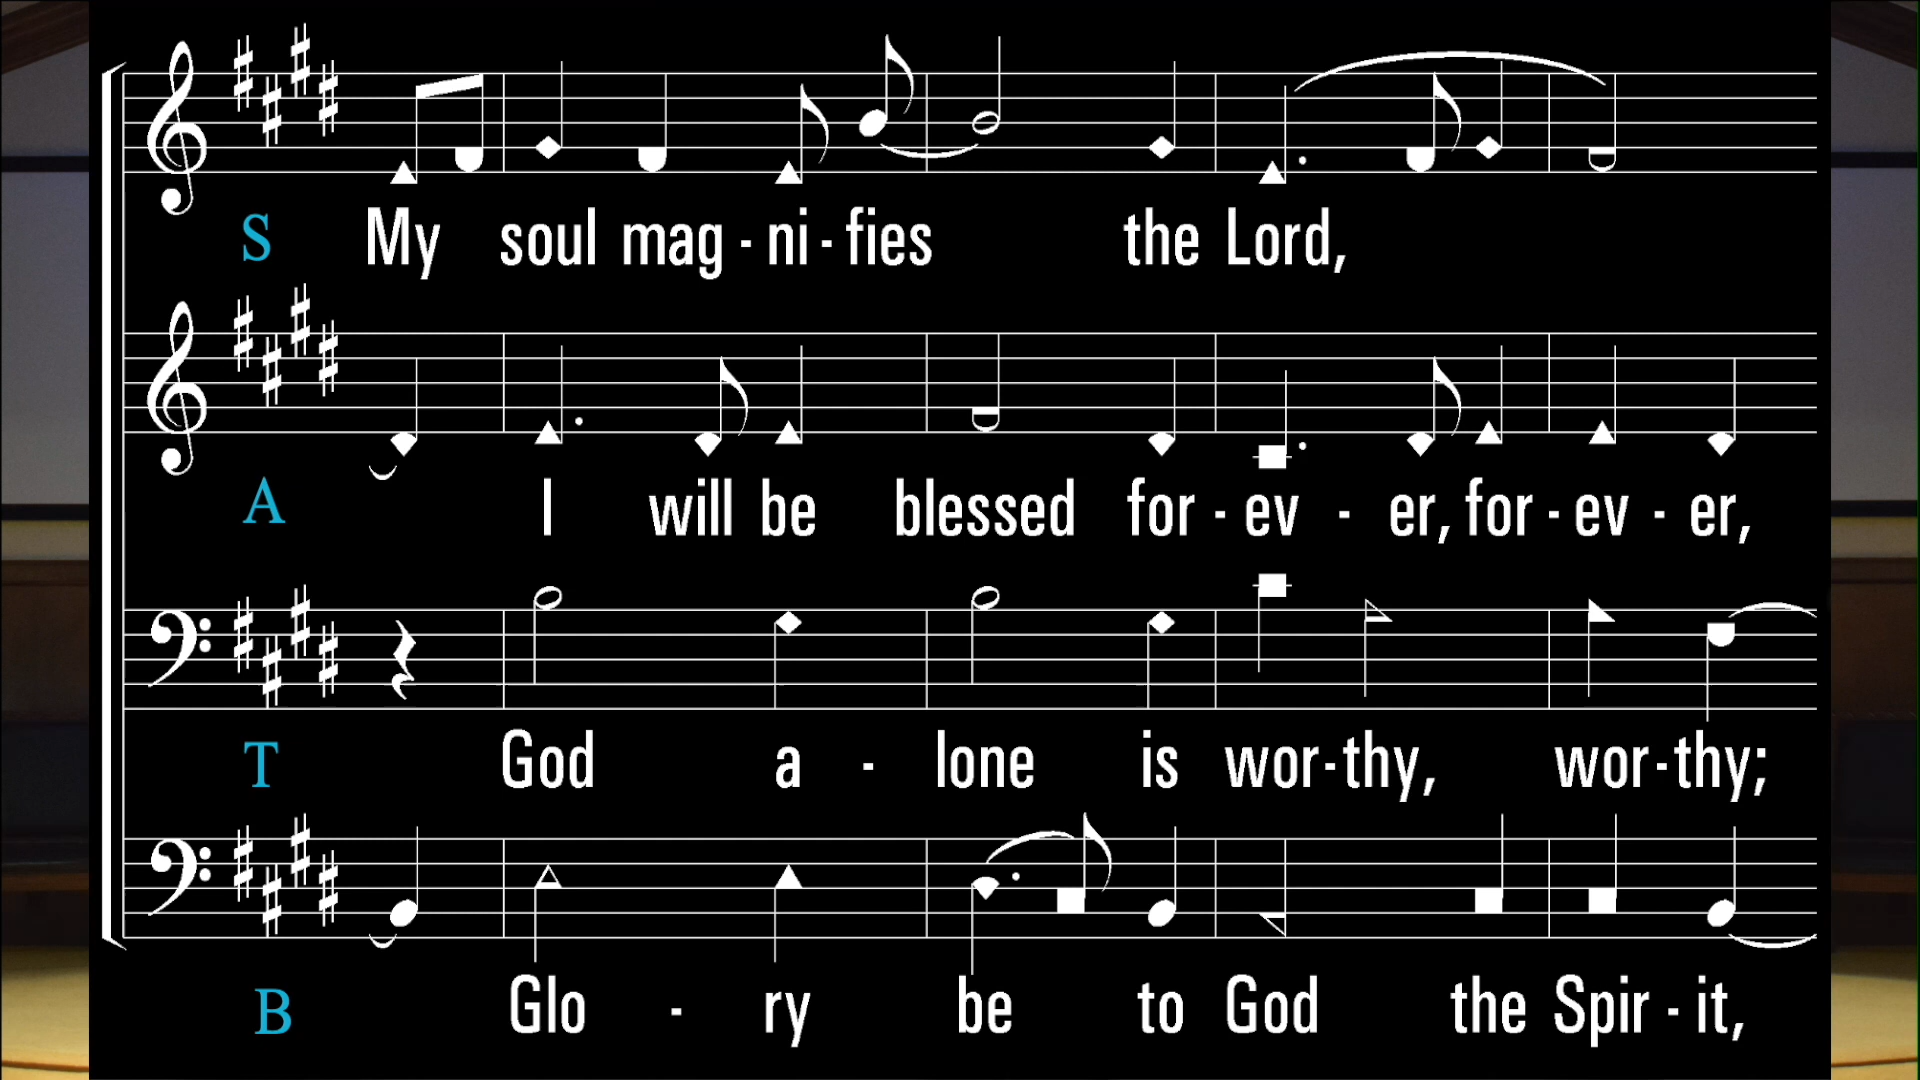 S My soul mag - ni - fies the Lord,
A I will be blessed for - ev - er, for - ev - er,
T God a - lone is wor - thy, wor - thy;
B Glo - ry be to God the Spir - it,